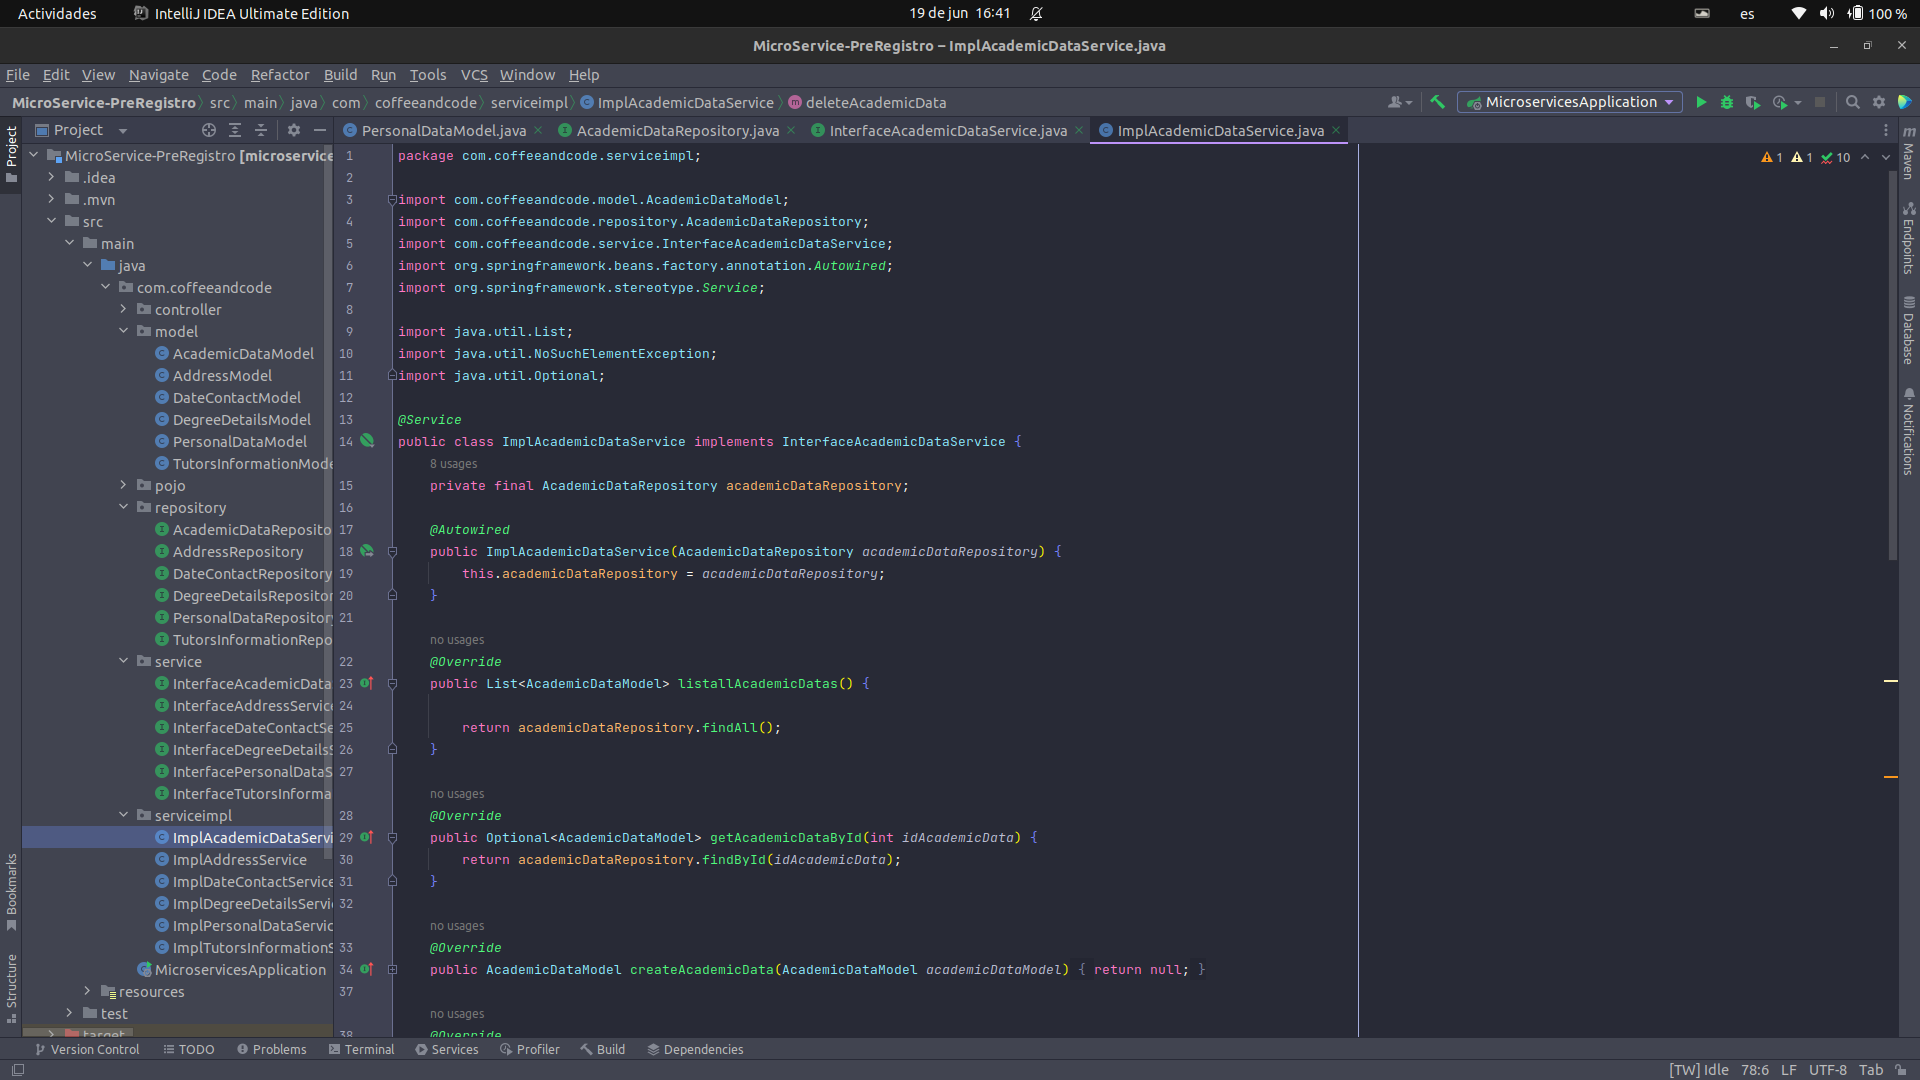 Actividades
IntelliJ IDEA Ultimate Edition
19 de jun 16:41
es
100 %
MicroService-PreRegistro – ImplAcademicDataService.java
File Edit View Navigate Code Refactor Build Run Tools VCS Window Help
MicroService-PreRegistro src main java com coffeeandcode serviceimpl ImplAcademicDataService deleteAcademicData
MicroservicesApplication
Project
PersonalDataModel.java
AcademicDataRepository.java
InterfaceAcademicDataService.java
ImplAcademicDataService.java
Project
Bookmarks
Structure
MicroService-PreRegistro [microservice
.idea
.mvn
src
main
java
com.coffeeandcode
controller
model
AcademicDataModel
AddressModel
DateContactModel
DegreeDetailsModel
PersonalDataModel
TutorsInformationMode
pojo
repository
AcademicDataReposito
AddressRepository
DateContactRepository
DegreeDetailsRepositor
PersonalDataRepository
TutorsInformationRepo
service
InterfaceAcademicData
InterfaceAddressService
InterfaceDateContactSe
InterfaceDegreeDetailsS
InterfacePersonalDataS
InterfaceTutorsInforma
serviceimpl
ImplAcademicDataServi
ImplAddressService
ImplDateContactService
ImplDegreeDetailsServi
ImplPersonalDataServic
ImplTutorsInformationS
MicroservicesApplication
resources
test
target
1 package com.coffeeandcode.serviceimpl;
2
3 import com.coffeeandcode.model.AcademicDataModel;
4 import com.coffeeandcode.repository.AcademicDataRepository;
5 import com.coffeeandcode.service.InterfaceAcademicDataService;
6 import org.springframework.beans.factory.annotation.Autowired;
7 import org.springframework.stereotype.Service;
8
9 import java.util.List;
10 import java.util.NoSuchElementException;
11 import java.util.Optional;
12
13 @Service
14 public class ImplAcademicDataService implements InterfaceAcademicDataService {
8 usages
15 private final AcademicDataRepository academicDataRepository;
16
17 @Autowired
18 public ImplAcademicDataService(AcademicDataRepository academicDataRepository) {
19 this.academicDataRepository = academicDataRepository;
20 }
21
no usages
22 @Override
23 public List<AcademicDataModel> listallAcademicDatas() {
24
25 return academicDataRepository.findAll();
26 }
27
no usages
28 @Override
29 public Optional<AcademicDataModel> getAcademicDataById(int idAcademicData) {
30 return academicDataRepository.findById(idAcademicData);
31 }
32
no usages
33 @Override
34 public AcademicDataModel createAcademicData(AcademicDataModel academicDataModel) { return null; }
37
no usages
38 @Override
1 1 10
Maven
Endpoints
Database
Notifications
Version Control TODO Problems Terminal Services Profiler Build Dependencies
[TW] Idle 78:6 LF UTF-8 Tab